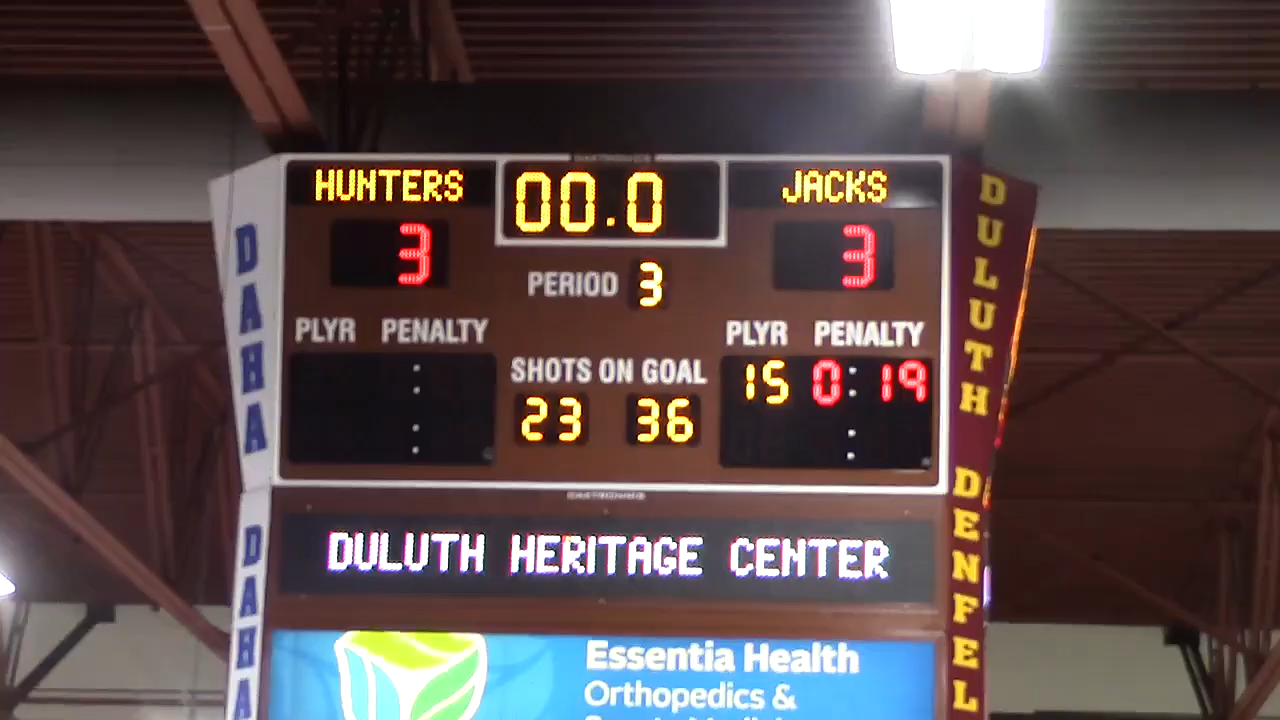 HUNTERS
00.0
JACKS
3
PERIOD 3
3
PLYR PENALTY
:
:
SHOTS ON GOAL
23 36
PLYR PENALTY
15 0:19
:
DULUTH HERITAGE CENTER
Essentia Health
Orthopedics &
DAHA
DAHA
DULUTH
DENFEL